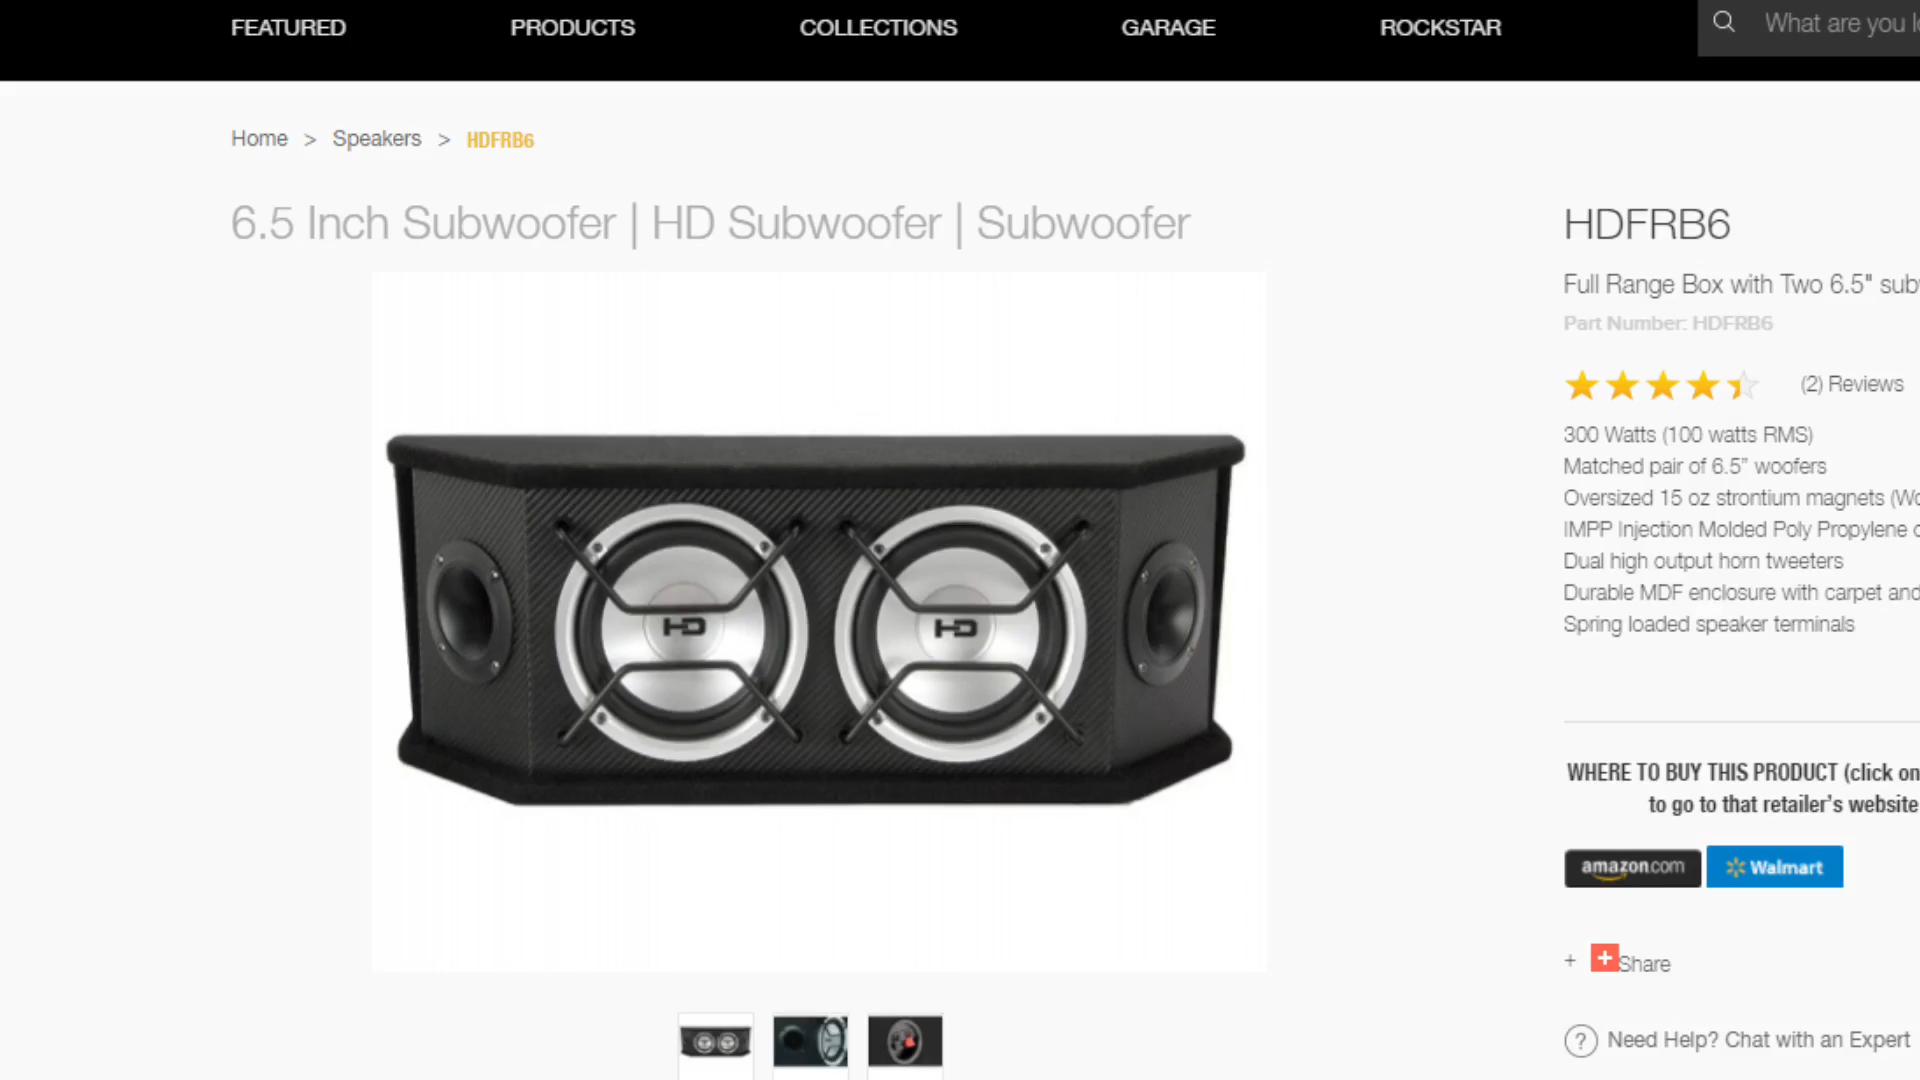 FEATURED PRODUCTS COLLECTIONS GARAGE ROCKSTAR What are you
Home > Speakers > HDFRB6
6.5 Inch Subwoofer | HD Subwoofer | Subwoofer
HD HD
HDFRB6
Full Range Box with Two 6.5"
Part Number: HDFRB6
(2) Reviews
300 Watts (100 watts RMS)
Matched pair of 6.5” woofers
Oversized 15 oz strontium magnets
IMPP Injection Molded Poly Propylene
Dual high output horn tweeters
Durable MDF enclosure with carpet and
Spring loaded speaker terminals
WHERE TO BUY THIS PRODUCT (click on
to go to that retailer’s website
amazon.com Walmart
+ Share
? Need Help? Chat with an Expert